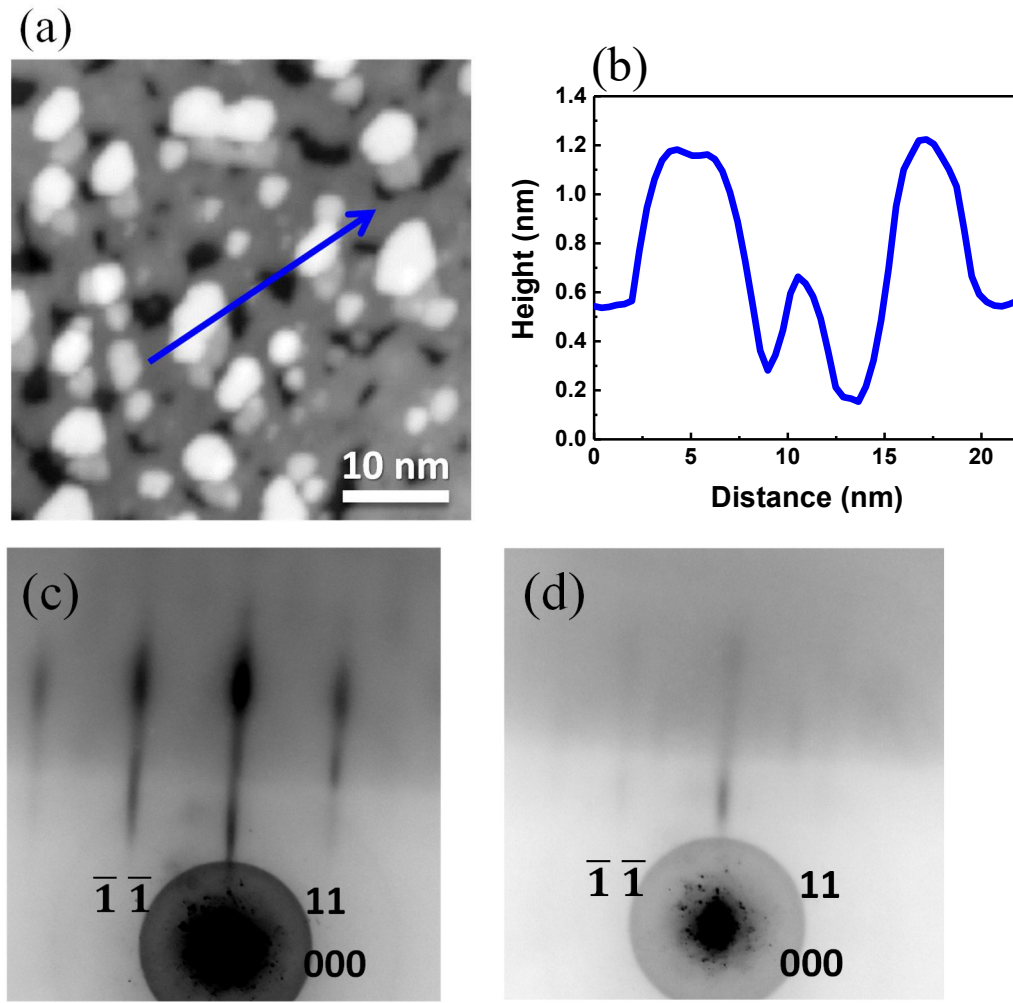 (a)
10 nm
(b)
1.4
1.2
1.0
0.8
0.6
0.4
0.2
0.0
Height (nm)
0 5 10 15 20
Distance (nm)
(c)
1̅ 1̅
11
000
(d)
1̅ 1̅
11
000